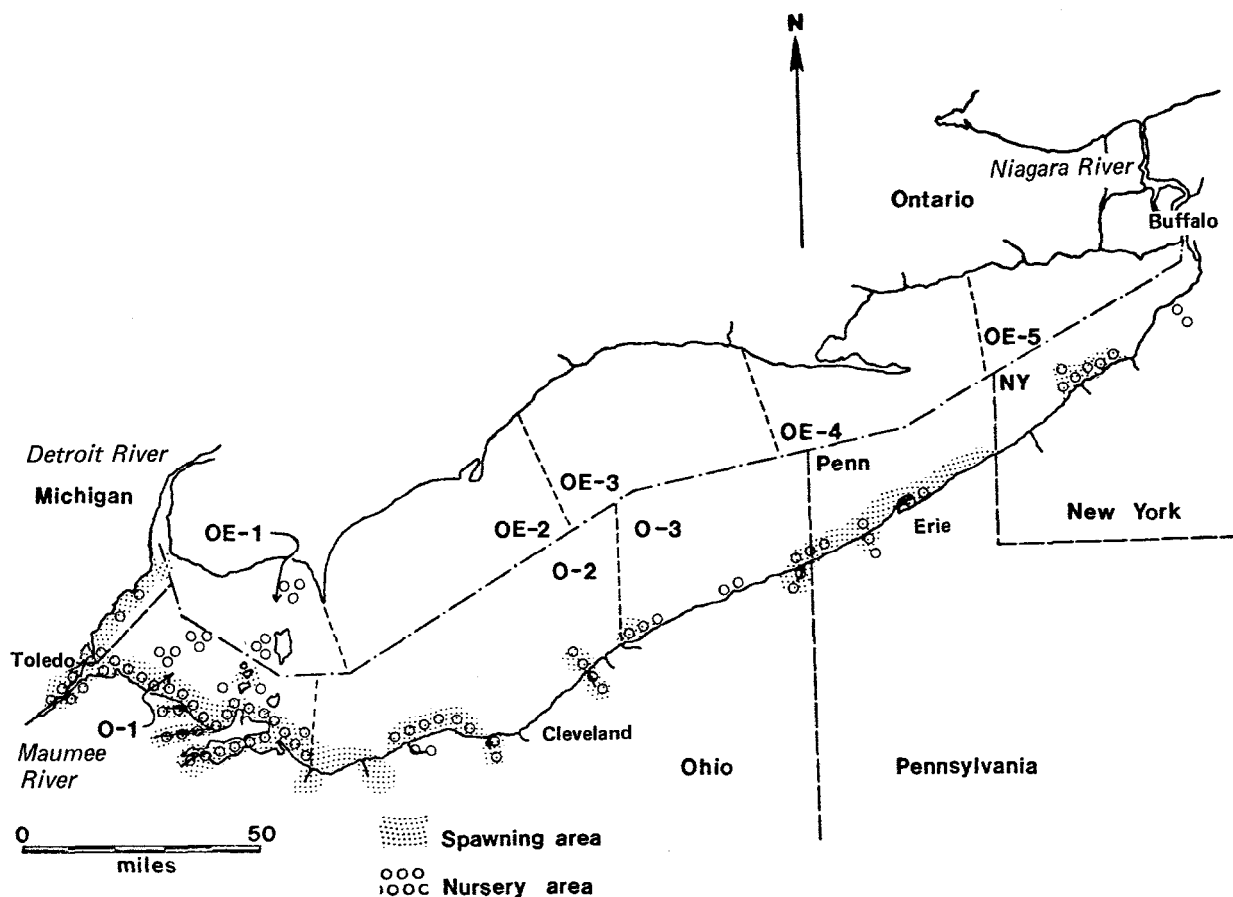 N
Niagara River
Ontario
Buffalo
OE-5
NY
Detroit River
Michigan
OE-4
Penn
OE-3
OE-1
OE-2
O-3
New York
Erie
O-2
Toledo
O-1
Cleveland
Maumee
River
Ohio
Pennsylvania
0 50
miles
Spawning area
Nursery area